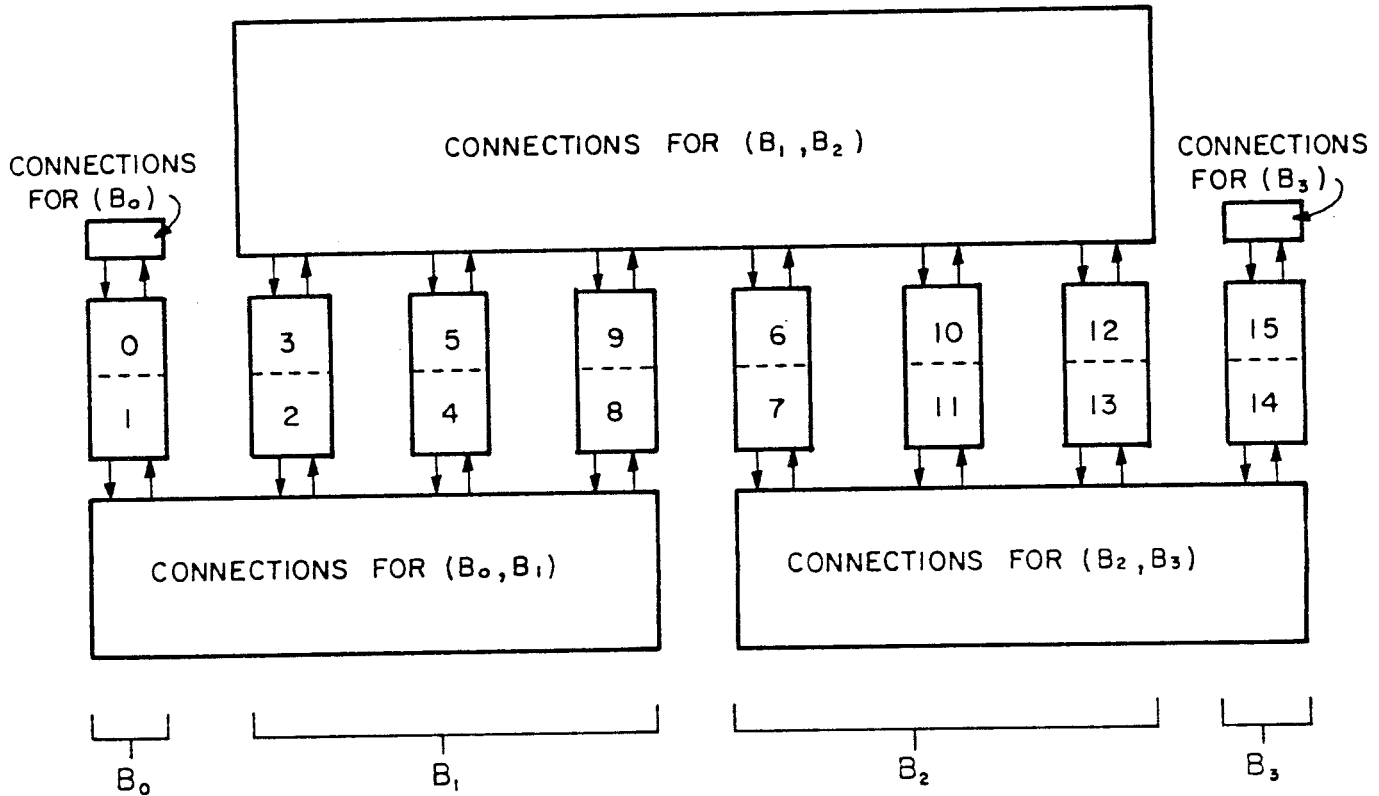 CONNECTIONS FOR (B₁, B₂)
CONNECTIONS
FOR (B₀)
CONNECTIONS
FOR (B₃)
0 3 5 9 6 10 12 15
1 2 4 8 7 11 13 14
CONNECTIONS FOR (B₀, B₁)
CONNECTIONS FOR (B₂, B₃)
B₀ B₁ B₂ B₃